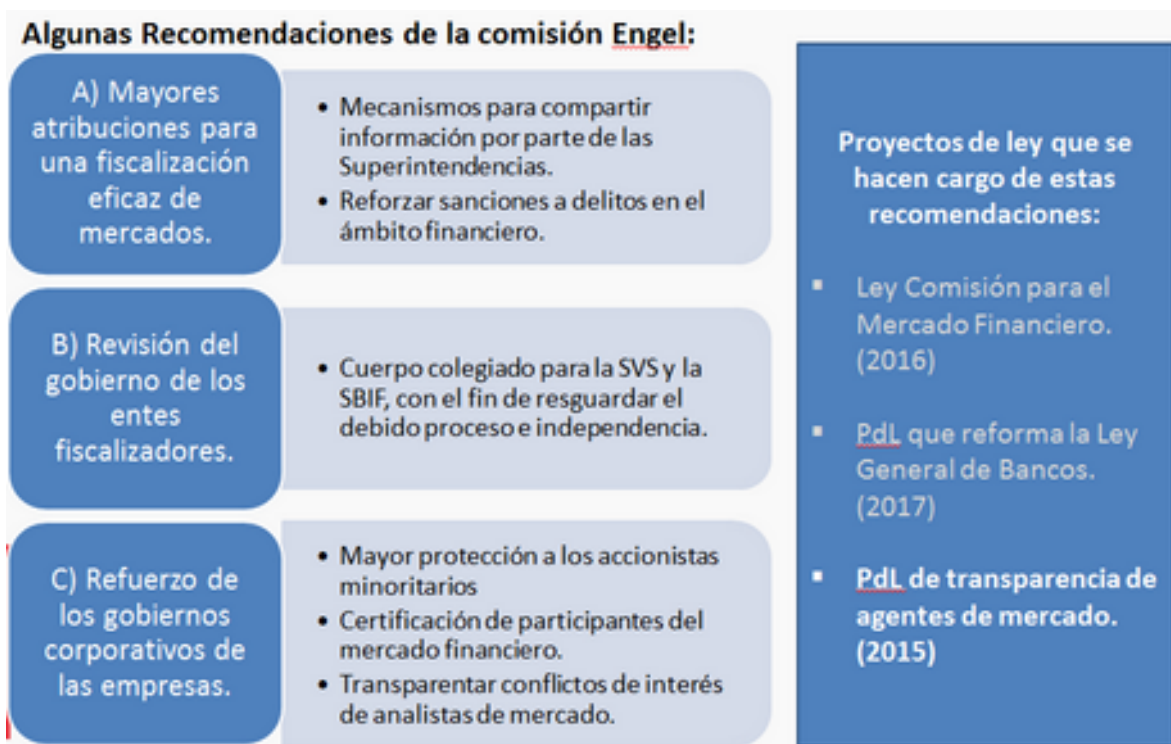 Algunas Recomendaciones de la comisión Engel:
A) Mayores
atribuciones para
una fiscalización
eficaz de
mercados.
• Mecanismos para compartir
información por parte de las
Superintendencias.
• Reforzar sanciones a delitos en el
ámbito financiero.
B) Revisión del
gobierno de los
entes
fiscalizadores.
• Cuerpo colegiado para la SVS y la
SBIF, con el fin de resguardar el
debido proceso e independencia.
C) Refuerzo de
los gobiernos
corporativos de
las empresas.
• Mayor protección a los accionistas
minoritarios
• Certificación de participantes del
mercado financiero.
• Transparentar conflictos de interés
de analistas de mercado.
Proyectos de ley que se
hacen cargo de estas
recomendaciones:
▪ Ley Comisión para el
Mercado Financiero.
(2016)
▪ PdL que reforma la Ley
General de Bancos.
(2017)
▪ PdL de transparencia de
agentes de mercado.
(2015)